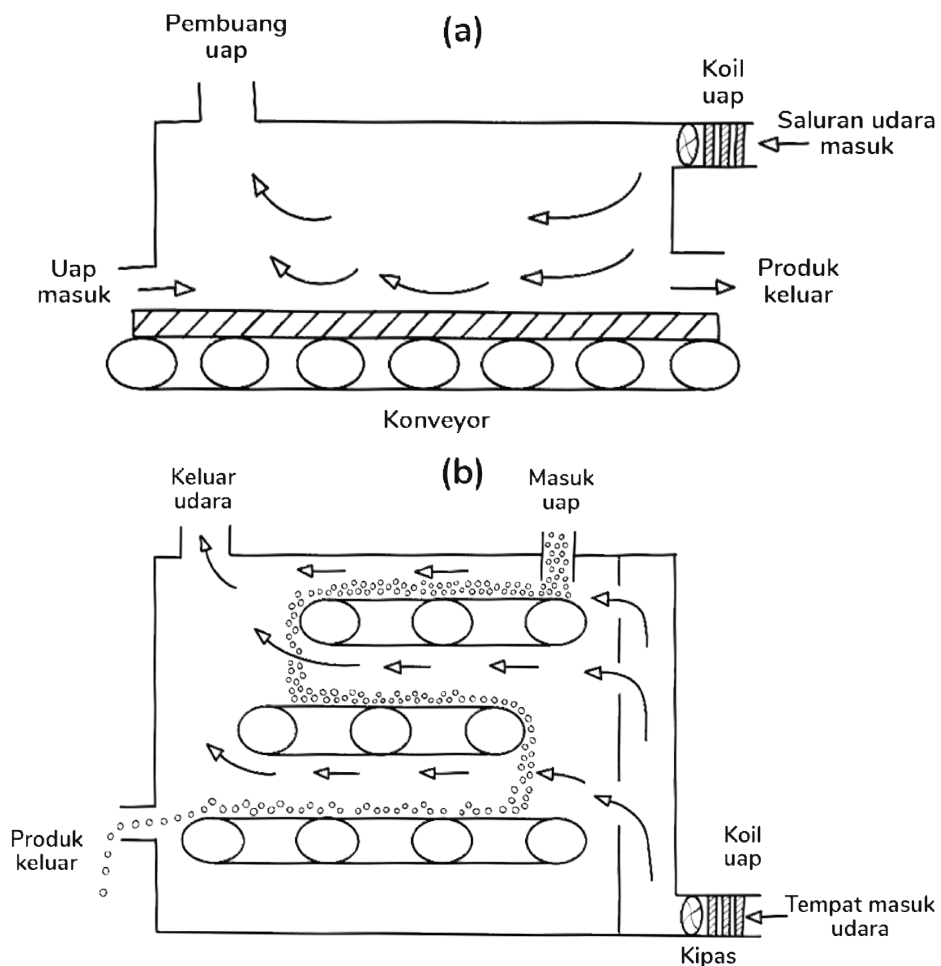 (a)
Pembuang
uap
Koil
uap
Saluran udara
masuk
Uap
masuk
Produk
keluar
Konveyor
(b)
Keluar
udara
Masuk
uap
Produk
keluar
Koil
uap
Tempat masuk
udara
Kipas